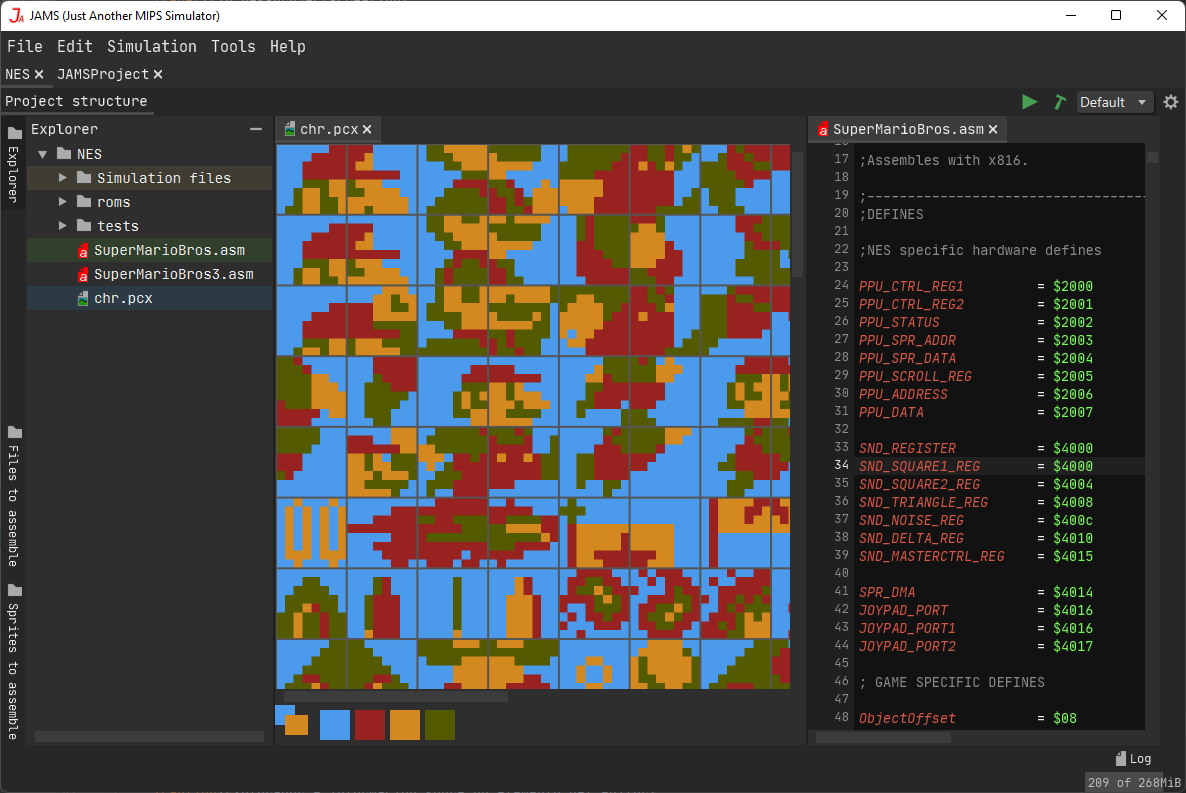 JAMS (Just Another MIPS Simulator)
File Edit Simulation Tools Help
NES JAMSProject
Project structure
Default
Explorer
Explorer
NES
Simulation files
roms
tests
SuperMarioBros.asm
SuperMarioBros3.asm
chr.pcx
Files to assemble
Sprites to assemble
chr.pcx
SuperMarioBros.asm
17 ;Assembles with x816.
18
19 ;-----------------------------------
20 ;DEFINES
21
22 ;NES specific hardware defines
23
24 PPU_CTRL_REG1 = $2000
25 PPU_CTRL_REG2 = $2001
26 PPU_STATUS = $2002
27 PPU_SPR_ADDR = $2003
28 PPU_SPR_DATA = $2004
29 PPU_SCROLL_REG = $2005
30 PPU_ADDRESS = $2006
31 PPU_DATA = $2007
32
33 SND_REGISTER = $4000
34 SND_SQUARE1_REG = $4000
35 SND_SQUARE2_REG = $4004
36 SND_TRIANGLE_REG = $4008
37 SND_NOISE_REG = $400c
38 SND_DELTA_REG = $4010
39 SND_MASTERCTRL_REG = $4015
40
41 SPR_DMA = $4014
42 JOYPAD_PORT = $4016
43 JOYPAD_PORT1 = $4016
44 JOYPAD_PORT2 = $4017
45
46 ; GAME SPECIFIC DEFINES
47
48 ObjectOffset = $08
Log
209 of 268MiB